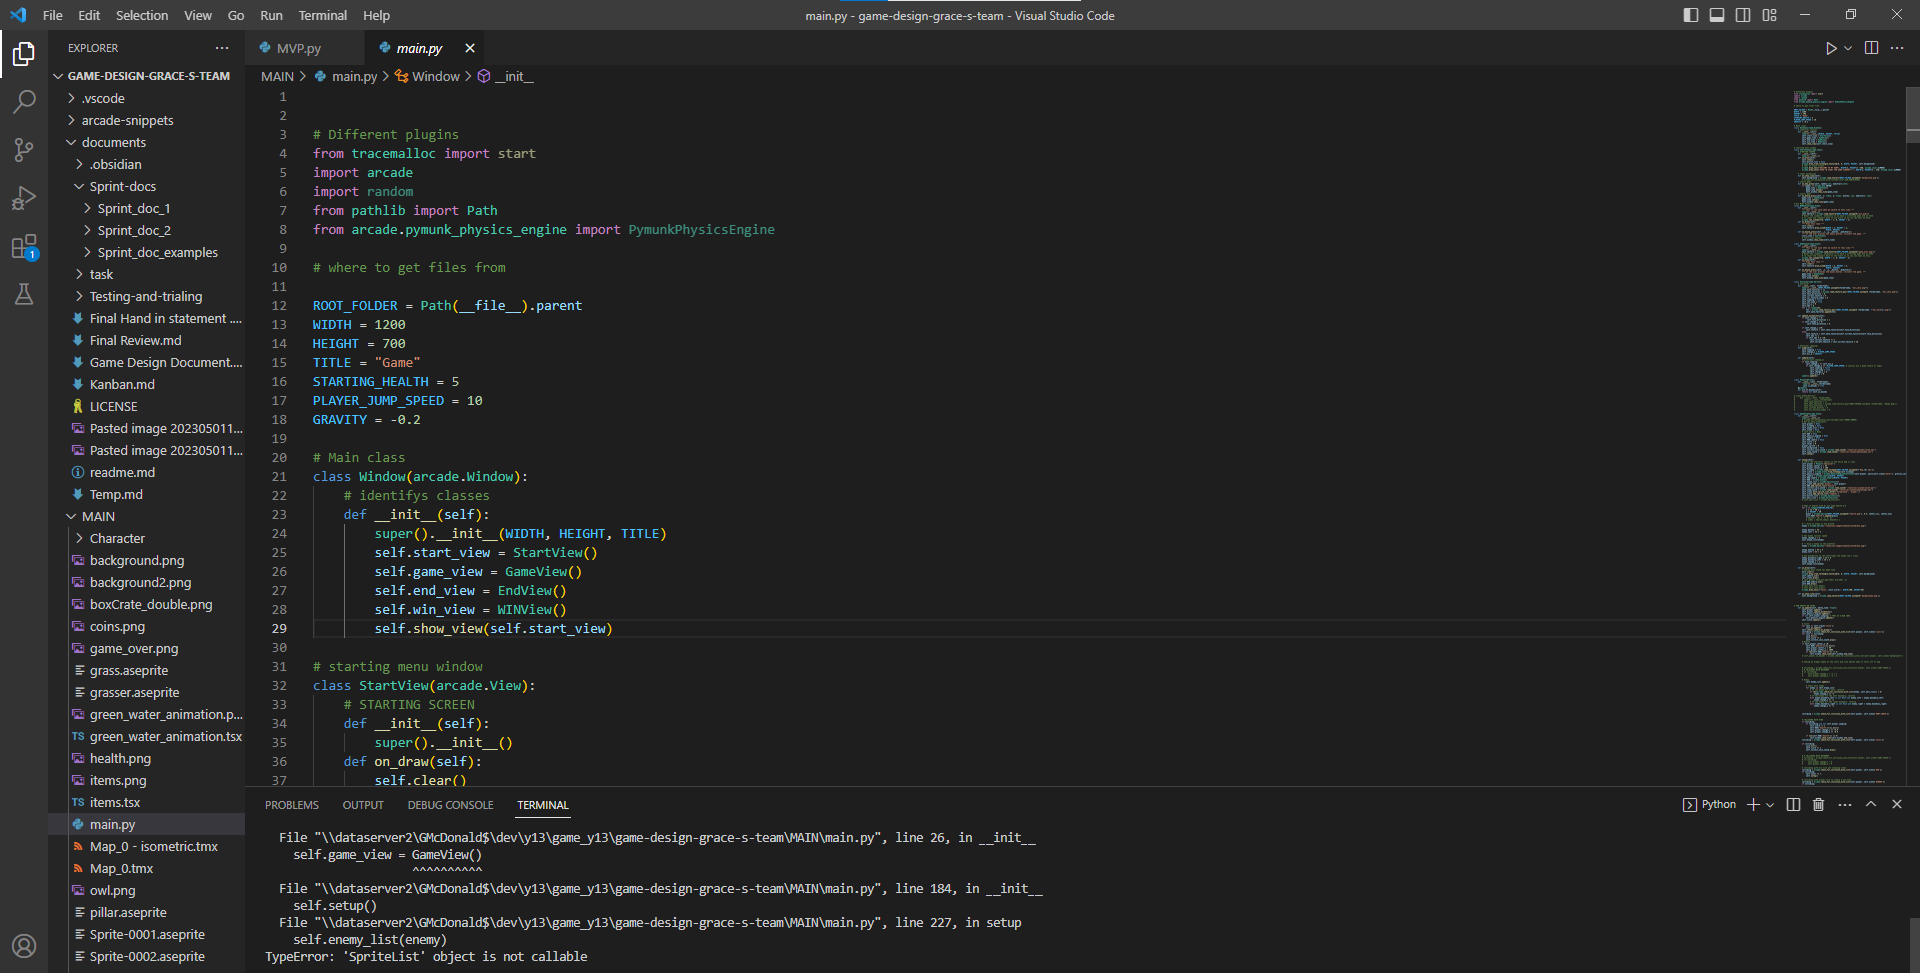 File Edit Selection View Go Run Terminal Help
main.py - game-design-grace-s-team - Visual Studio Code
EXPLORER
MVP.py
main.py
GAME-DESIGN-GRACE-S-TEAM
.vscode
arcade-snippets
documents
.obsidian
Sprint-docs
Sprint_doc_1
Sprint_doc_2
Sprint_doc_examples
task
Testing-and-trialing
Final Hand in statement ....
Final Review.md
Game Design Document....
Kanban.md
LICENSE
Pasted image 202305011...
Pasted image 202305011...
readme.md
Temp.md
MAIN
Character
background.png
background2.png
boxCrate_double.png
coins.png
game_over.png
grass.aseprite
grasser.aseprite
green_water_animation.p...
TS green_water_animation.tsx
health.png
items.png
TS items.tsx
main.py
Map_0 - isometric.tmx
Map_0.tmx
owl.png
pillar.aseprite
Sprite-0001.aseprite
Sprite-0002.aseprite
1
MAIN > main.py > Window > __init__
1
2
3 # Different plugins
4 from tracemalloc import start
5 import arcade
6 import random
7 from pathlib import Path
8 from arcade.pymunk_physics_engine import PymunkPhysicsEngine
9
10 # where to get files from
11
12 ROOT_FOLDER = Path(__file__).parent
13 WIDTH = 1200
14 HEIGHT = 700
15 TITLE = "Game"
16 STARTING_HEALTH = 5
17 PLAYER_JUMP_SPEED = 10
18 GRAVITY = -0.2
19
20 # Main class
21 class Window(arcade.Window):
22 # identifys classes
23 def __init__(self):
24 super().__init__(WIDTH, HEIGHT, TITLE)
25 self.start_view = StartView()
26 self.game_view = GameView()
27 self.end_view = EndView()
28 self.win_view = WINView()
29 self.show_view(self.start_view)
30
31 # starting menu window
32 class StartView(arcade.View):
33 # STARTING SCREEN
34 def __init__(self):
35 super().__init__()
36 def on_draw(self):
37 self.clear()
PROBLEMS OUTPUT DEBUG CONSOLE TERMINAL
Python
File "\\dataserver2\GMcDonald$\dev\y13\game_y13\game-design-grace-s-team\MAIN\main.py", line 26, in __init__
self.game_view = GameView()
^^^^^^^^^^
File "\\dataserver2\GMcDonald$\dev\y13\game_y13\game-design-grace-s-team\MAIN\main.py", line 184, in __init__
self.setup()
File "\\dataserver2\GMcDonald$\dev\y13\game_y13\game-design-grace-s-team\MAIN\main.py", line 227, in setup
self.enemy_list(enemy)
TypeError: 'SpriteList' object is not callable